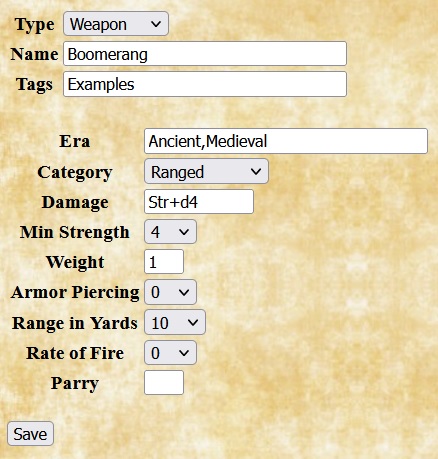 Type Weapon
Name Boomerang
Tags Examples
Era Ancient,Medieval
Category Ranged
Damage Str+d4
Min Strength 4
Weight 1
Armor Piercing 0
Range in Yards 10
Rate of Fire 0
Parry
Save